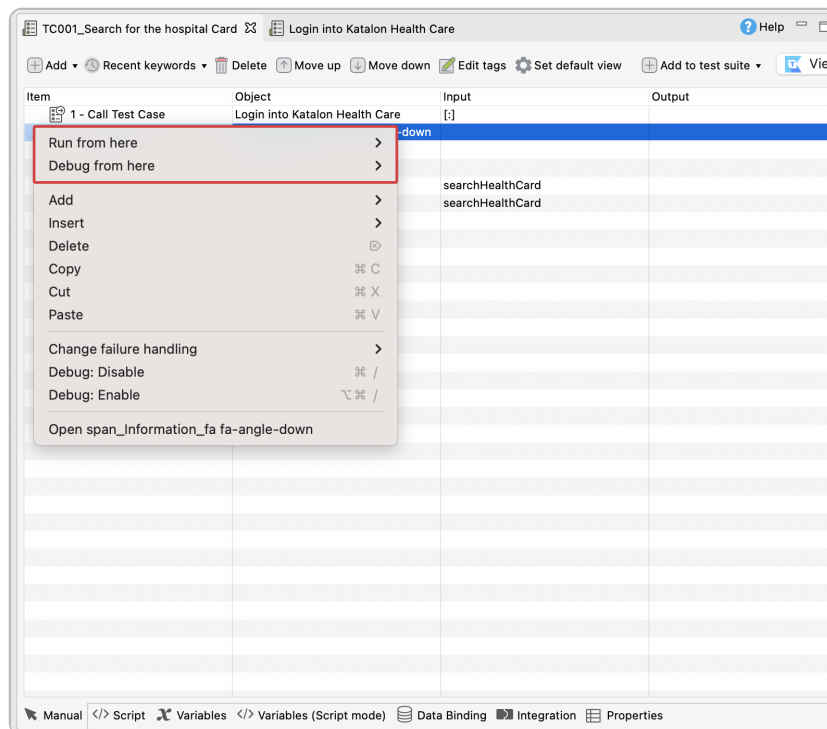 TC001_Search for the hospital Card
Login into Katalon Health Care
Help
Add
Recent keywords
Delete
Move up
Move down
Edit tags
Set default view
Add to test suite
Item Object Input Output
1 - Call Test Case Login into Katalon Health Care [:]
-down
Run from here
Debug from here
searchHealthCard
Add
searchHealthCard
Insert
Delete
Copy ⌘ C
Cut ⌘ X
Paste ⌘ V
Change failure handling
Debug: Disable ⌘ /
Debug: Enable ⌥⌘ /
Open span_Information_fa fa-angle-down
Manual
</> Script
Variables
</> Variables (Script mode)
Data Binding
Integration
Properties